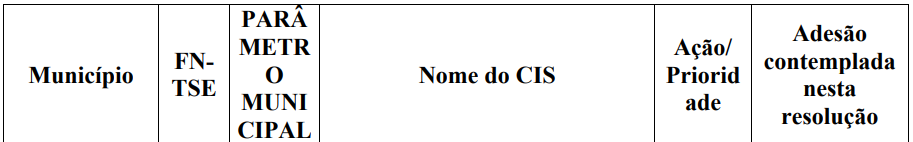 Município
FN-
TSE
PARÂ
METR
O
MUNI
CIPAL
Nome do CIS
Ação/
Priorid
ade
Adesão
contemplada
nesta
resolução